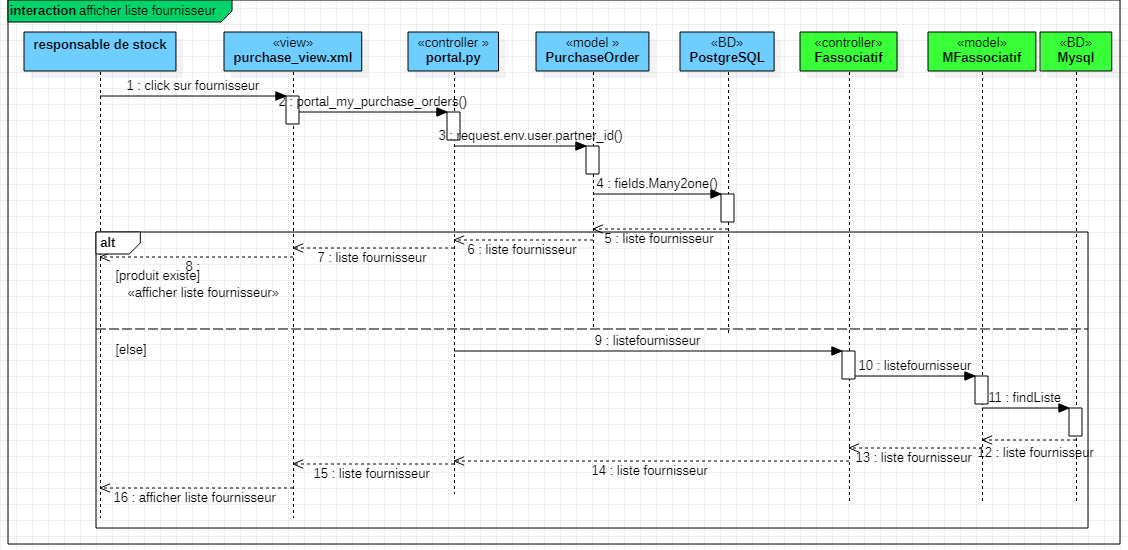 interaction afficher liste fournisseur
responsable de stock
«view»
purchase_view.xml
«controller »
portal.py
«model »
PurchaseOrder
«BD»
PostgreSQL
«controller»
Fassociatif
«model»
MFassociatif
«BD»
Mysql
1 : click sur fournisseur
2 : portal_my_purchase_orders()
3 : request.env.user.partner_id()
4 : fields.Many2one()
alt
5 : liste fournisseur
6 : liste fournisseur
7 : liste fournisseur
8 :
[produit existe]
«afficher liste fournisseur»
9 : listefournisseur
[else]
10 : listefournisseur
11 : findListe
12 : liste fournisseur
13 : liste fournisseur
14 : liste fournisseur
15 : liste fournisseur
16 : afficher liste fournisseur